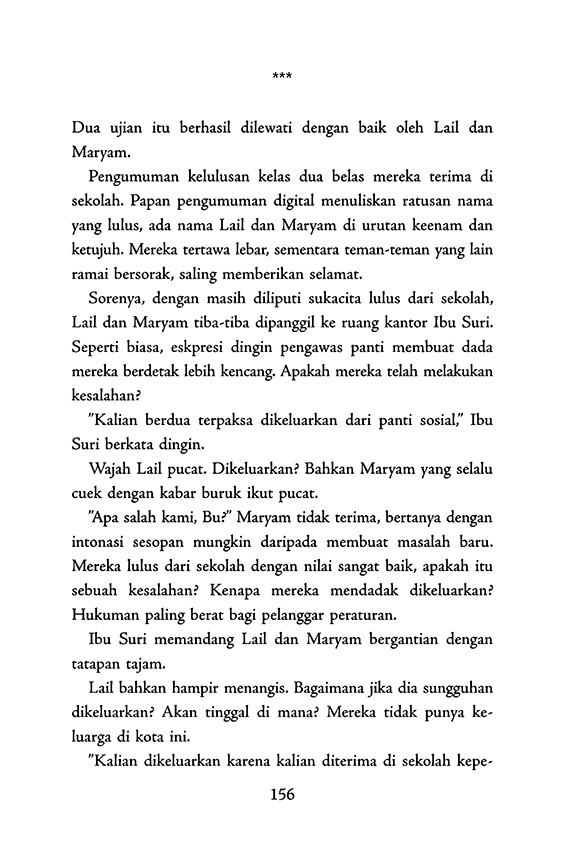 ***
Dua ujian itu berhasil dilewati dengan baik oleh Lail dan
Maryam.
Pengumuman kelulusan kelas dua belas mereka terima di
sekolah. Papan pengumuman digital menuliskan ratusan nama
yang lulus, ada nama Lail dan Maryam di urutan keenam dan
ketujuh. Mereka tertawa lebar, sementara teman-teman yang lain
ramai bersorak, saling memberikan selamat.
Sorenya, dengan masih diliputi sukacita lulus dari sekolah,
Lail dan Maryam tiba-tiba dipanggil ke ruang kantor Ibu Suri.
Seperti biasa, eskpresi dingin pengawas panti membuat dada
mereka berdetak lebih kencang. Apakah mereka telah melakukan
kesalahan?
”Kalian berdua terpaksa dikeluarkan dari panti sosial,” Ibu
Suri berkata dingin.
Wajah Lail pucat. Dikeluarkan? Bahkan Maryam yang selalu
cuek dengan kabar buruk ikut pucat.
”Apa salah kami, Bu?” Maryam tidak terima, bertanya dengan
intonasi sesopan mungkin daripada membuat masalah baru.
Mereka lulus dari sekolah dengan nilai sangat baik, apakah itu
sebuah kesalahan? Kenapa mereka mendadak dikeluarkan?
Hukuman paling berat bagi pelanggar peraturan.
Ibu Suri memandang Lail dan Maryam bergantian dengan
tatapan tajam.
Lail bahkan hampir menangis. Bagaimana jika dia sungguhan
dikeluarkan? Akan tinggal di mana? Mereka tidak punya ke-
luarga di kota ini.
”Kalian dikeluarkan karena kalian diterima di sekolah kepe-
156